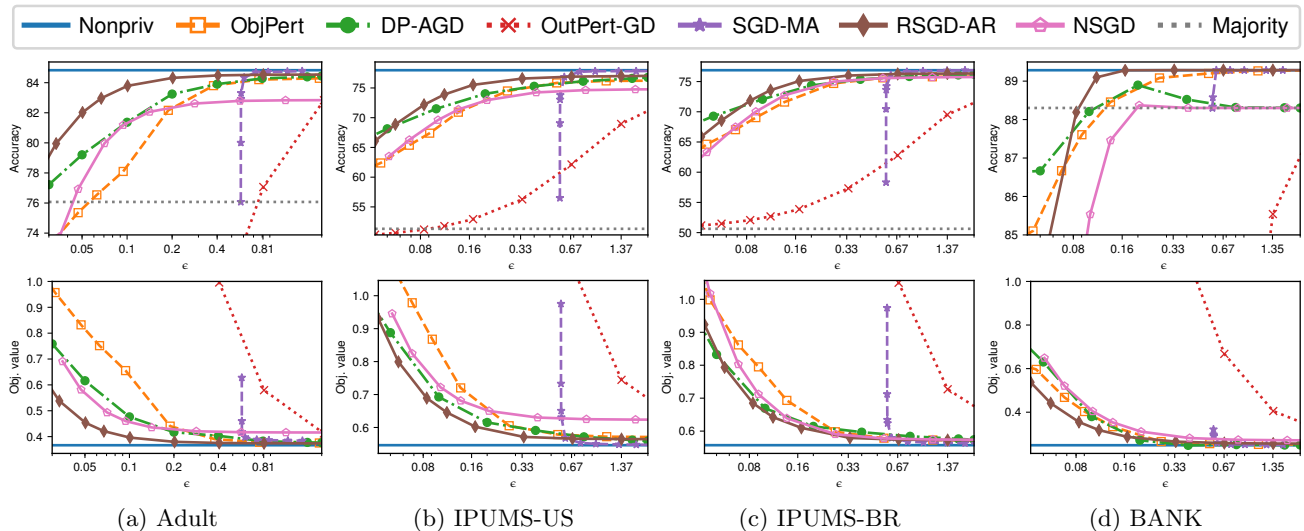 Nonpriv ObjPert DP-AGD OutPert-GD SGD-MA RSGD-AR NSGD Majority
Accuracy
84
82
80
78
76
74
0.05 0.1 0.2 0.4 0.81
ϵ
Accuracy
75
70
65
60
55
0.08 0.16 0.33 0.67 1.37
ϵ
Accuracy
75
70
65
60
55
50
0.08 0.16 0.33 0.67 1.37
ϵ
Accuracy
89
88
87
86
85
0.08 0.16 0.33 0.67 1.35
ϵ
Obj. value
1.0
0.9
0.8
0.7
0.6
0.5
0.4
0.05 0.1 0.2 0.4 0.81
ϵ
Obj. value
1.0
0.9
0.8
0.7
0.6
0.08 0.16 0.33 0.67 1.37
ϵ
Obj. value
1.0
0.9
0.8
0.7
0.6
0.08 0.16 0.33 0.67 1.37
ϵ
Obj. value
1.0
0.8
0.6
0.4
0.08 0.16 0.33 0.67 1.35
ϵ
(a) Adult
(b) IPUMS-US
(c) IPUMS-BR
(d) BANK